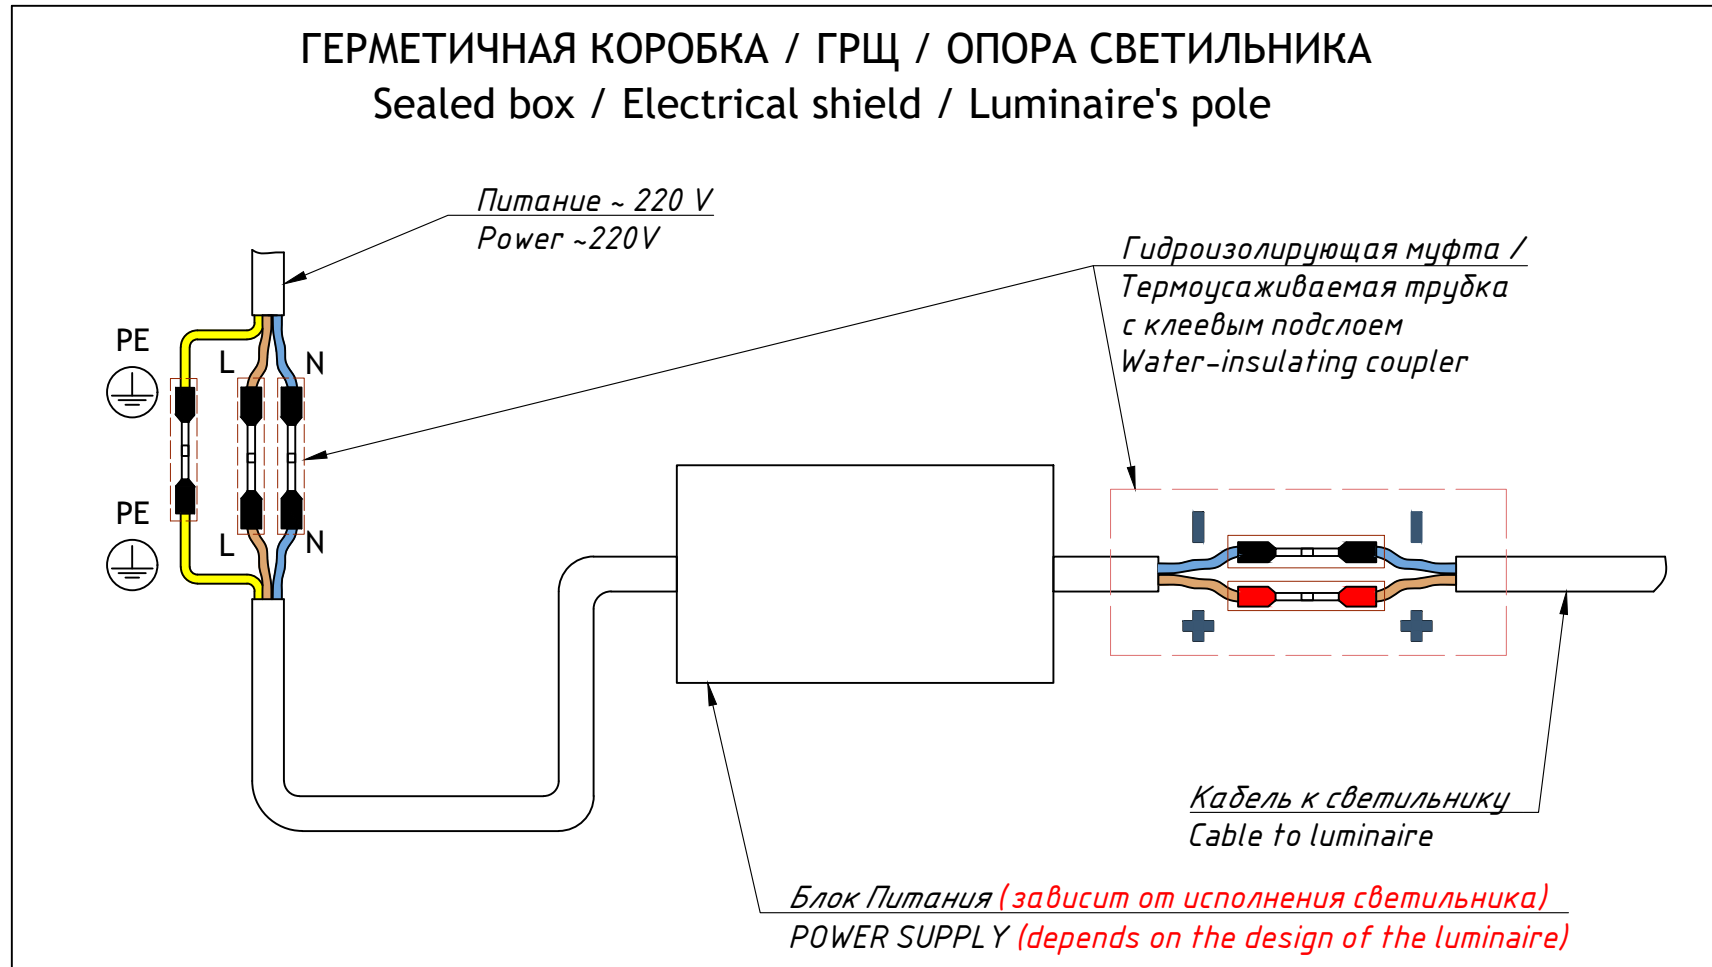 ГЕРМЕТИЧНАЯ КОРОБКА / ГРЩ / ОПОРА СВЕТИЛЬНИКА
Sealed box / Electrical shield / Luminaire's pole
Питание ~ 220 V
Power ~220V
Гидроизолирующая муфта /
Термоусаживаемая трубка
с клеевым подслоем
Water-insulating coupler
PE
L
N
PE
L
N
Кабель к светильнику
Cable to luminaire
Блок Питания (зависит от исполнения светильника)
POWER SUPPLY (depends on the design of the luminaire)